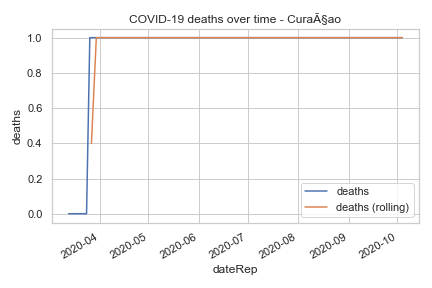 COVID-19 deaths over time - CuraÃ§ao
deaths
1.0
0.8
0.6
0.4
0.2
0.0
2020-04
2020-05
2020-06
2020-07
2020-08
2020-09
2020-10
dateRep
deaths
deaths (rolling)